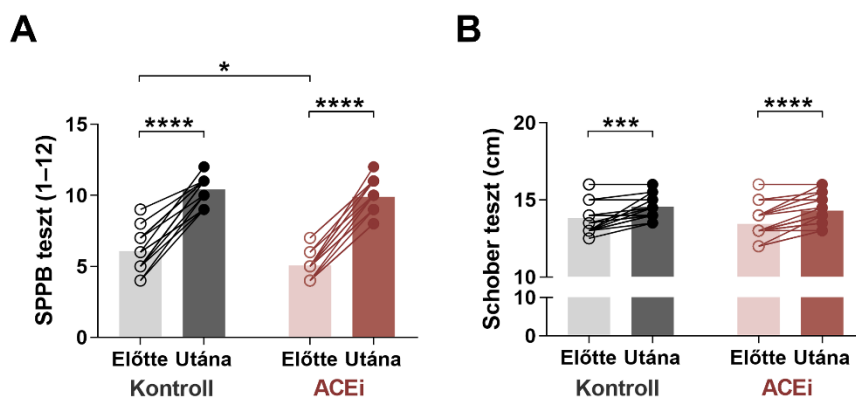 A
*
****
****
SPPB teszt (1–12)
15
10
5
0
Előtte Utána
Előtte Utána
Kontroll
ACEi
B
***
****
Schober teszt (cm)
20
15
10
10
0
Előtte Utána
Előtte Utána
Kontroll
ACEi